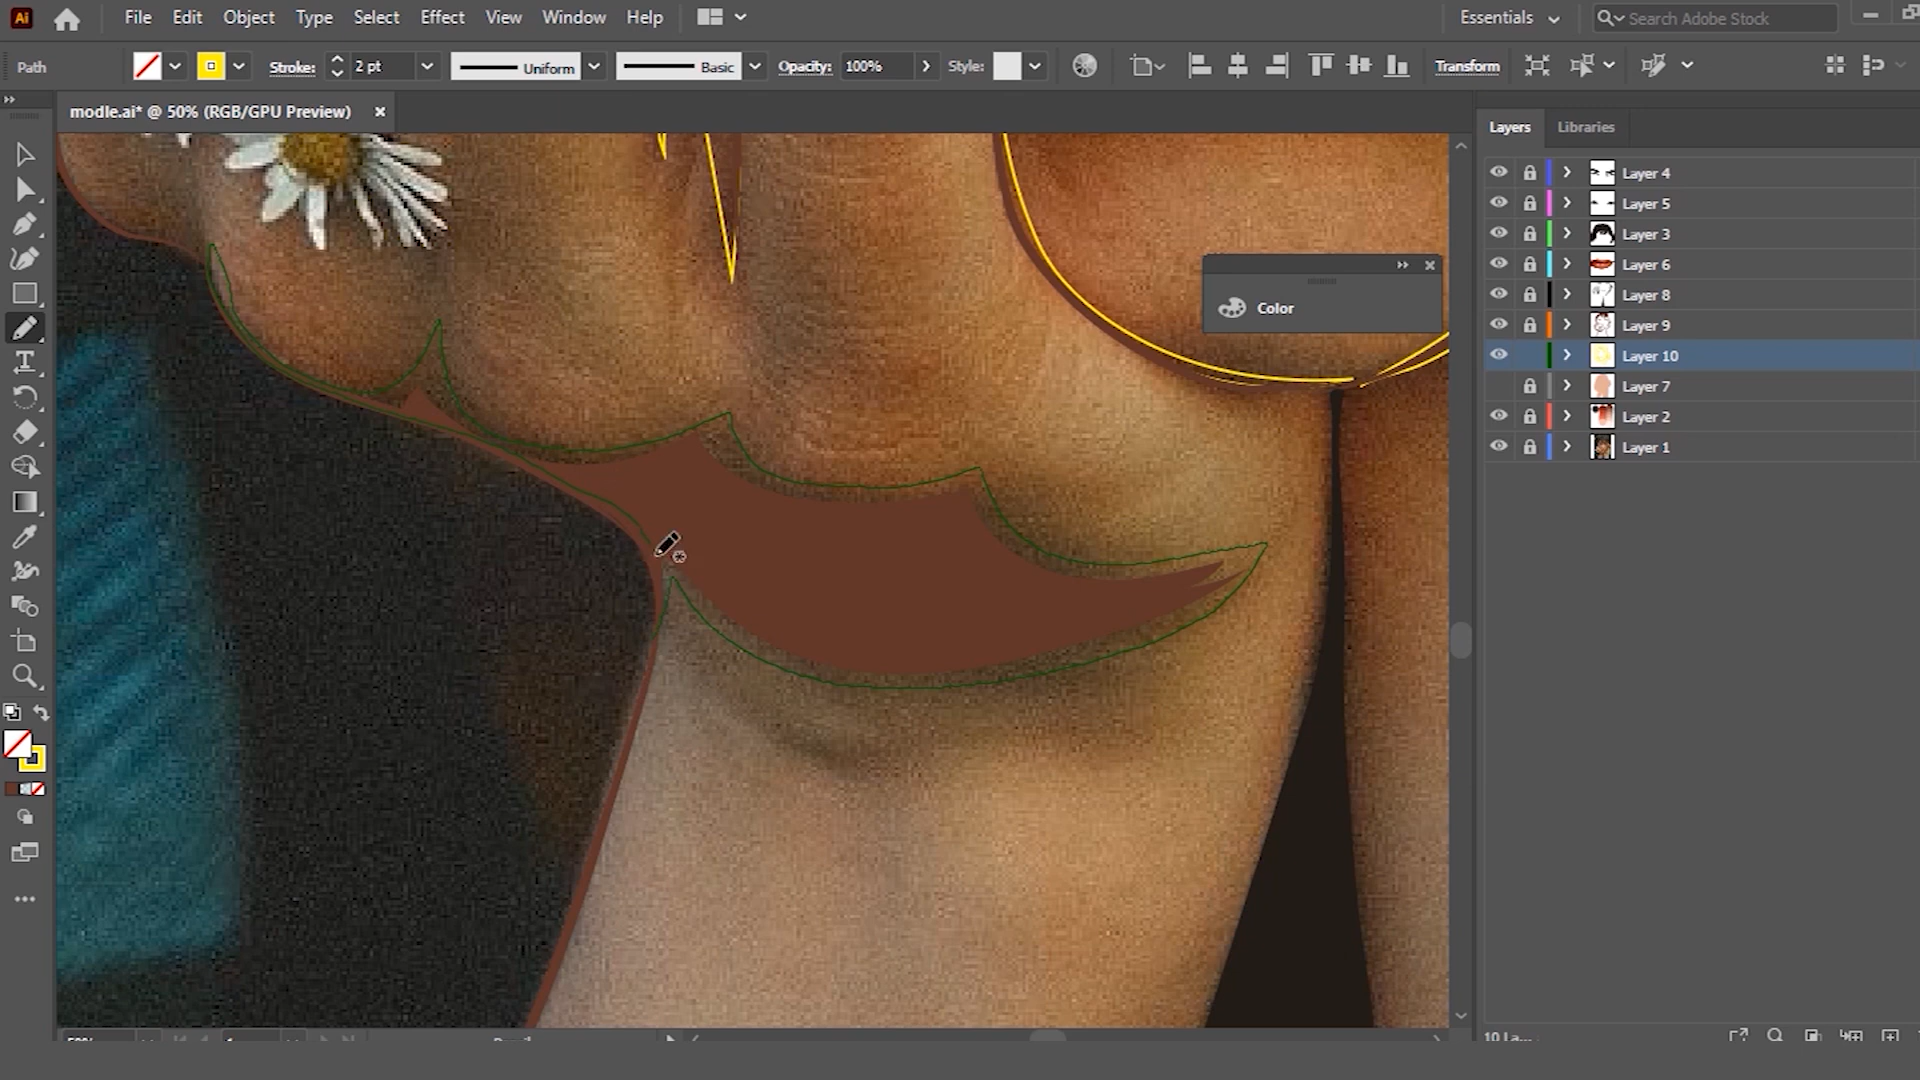 Ai File Edit Object Type Select Effect View Window Help Essentials Search Adobe Stock
Path Stroke: 2 pt Uniform Basic Opacity: 100% Style: Transform
modle.ai* @ 50% (RGB/GPU Preview)
Layers Libraries
Layer 4
Layer 5
Layer 3
Layer 6
Layer 8
Layer 9
Layer 10
Layer 7
Layer 2
Layer 1
Color
10 La...